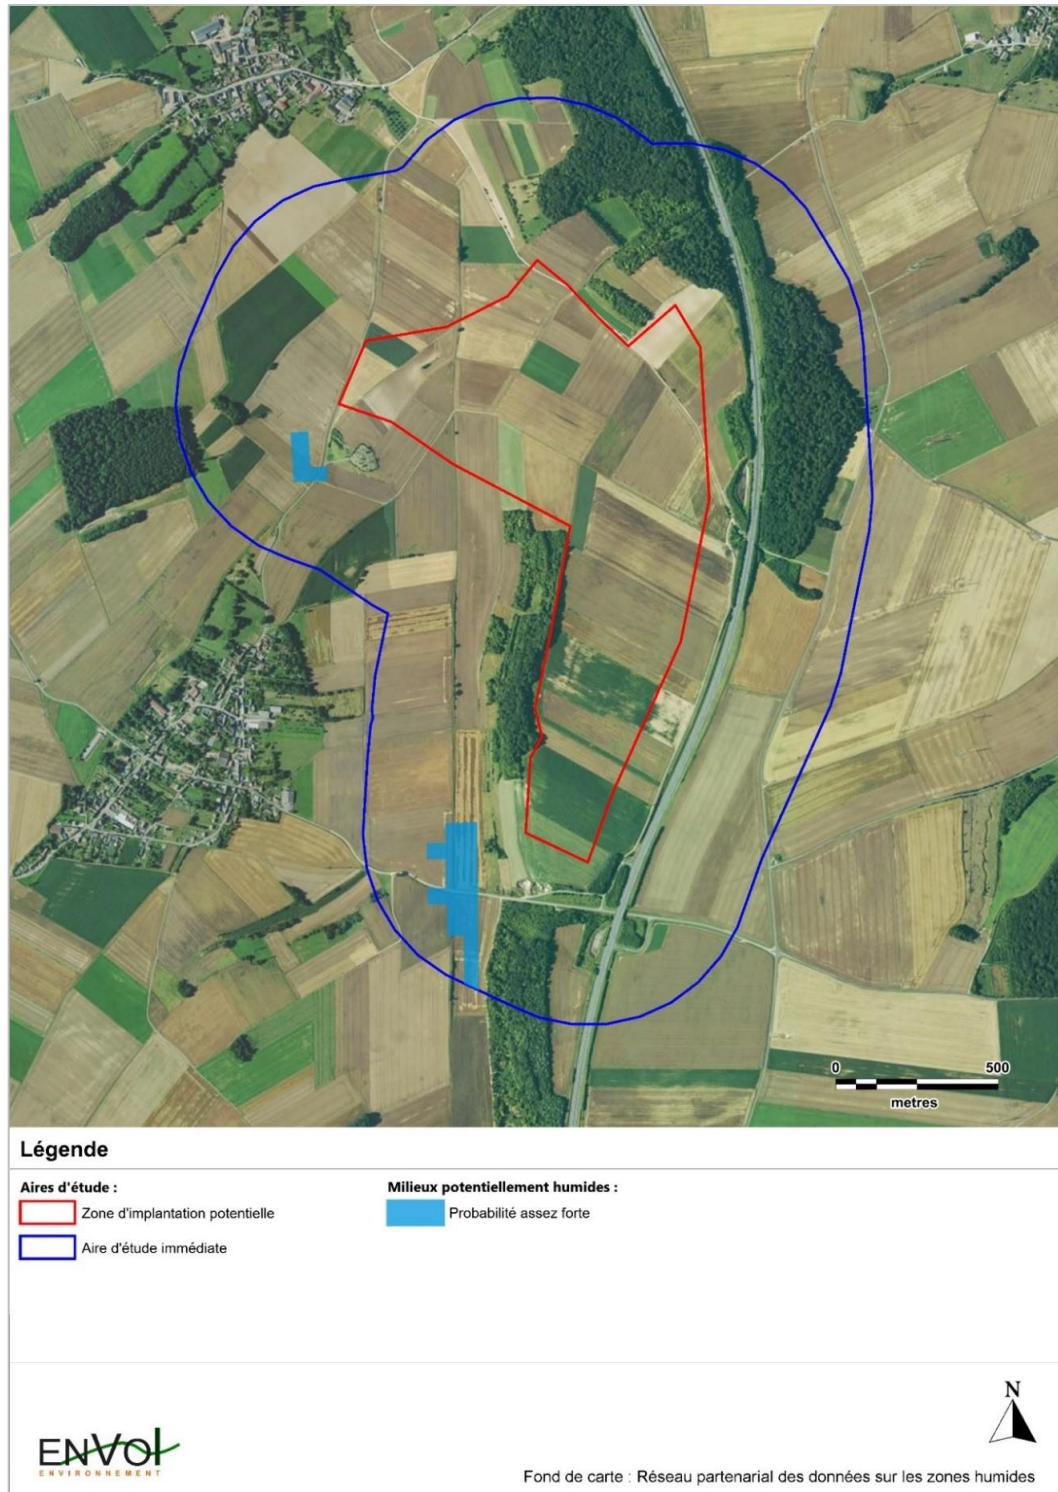 0 500
metres
Légende
Aires d'étude :
Zone d'implantation potentielle
Aire d'étude immédiate
Milieux potentiellement humides :
Probabilité assez forte
N
ENVOl
ENVIRONNEMENT
Fond de carte : Réseau partenarial des données sur les zones humides